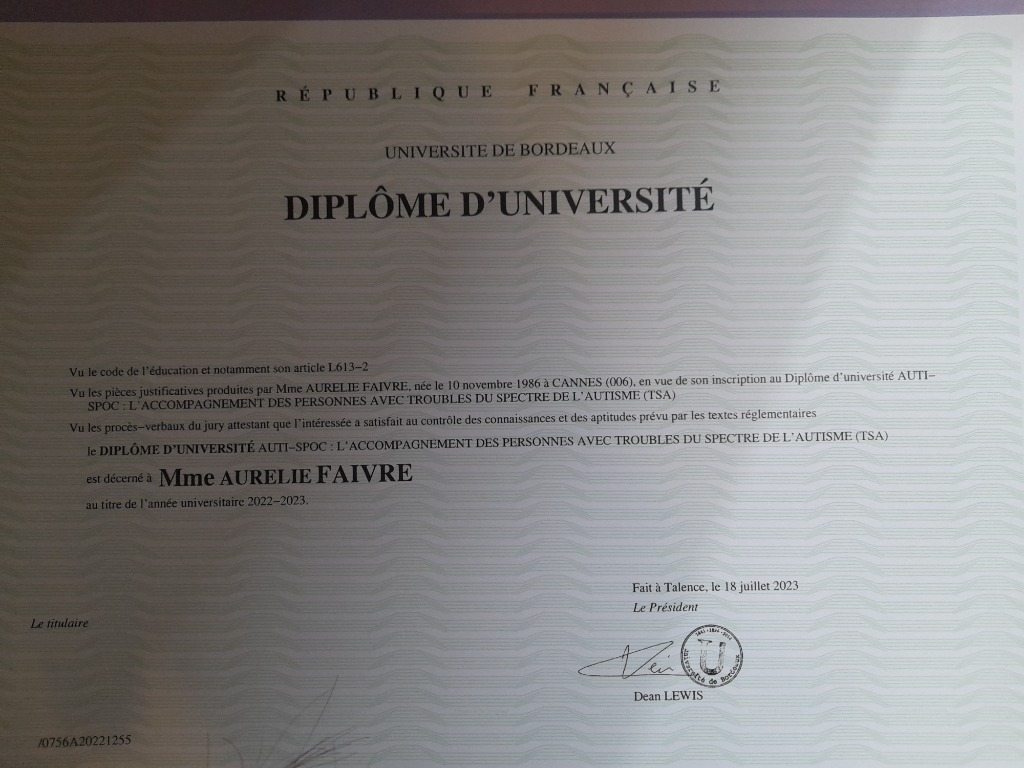 RÉPUBLIQUE FRANÇAISE
UNIVERSITE DE BORDEAUX
DIPLÔME D'UNIVERSITÉ
Vu le code de l'éducation et notamment son article L613-2
Vu les pièces justificatives produites par Mme AURELIE FAIVRE, née le 10 novembre 1986 à CANNES (006), en vue de son inscription au Diplôme d'université AUTI-
SPOC : L'ACCOMPAGNEMENT DES PERSONNES AVEC TROUBLES DU SPECTRE DE L'AUTISME (TSA)
Vu les procès-verbaux du jury attestant que l'intéressée a satisfait au contrôle des connaissances et des aptitudes prévu par les textes réglementaires
le DIPLÔME D'UNIVERSITÉ AUTI-SPOC : L'ACCOMPAGNEMENT DES PERSONNES AVEC TROUBLES DU SPECTRE DE L'AUTISME (TSA)
est décerné à Mme AURELIE FAIVRE
au titre de l'année universitaire 2022-2023.
Fait à Talence, le 18 juillet 2023
Le Président
Le titulaire
université de Bordeaux
Dean LEWIS
/0756A20221255